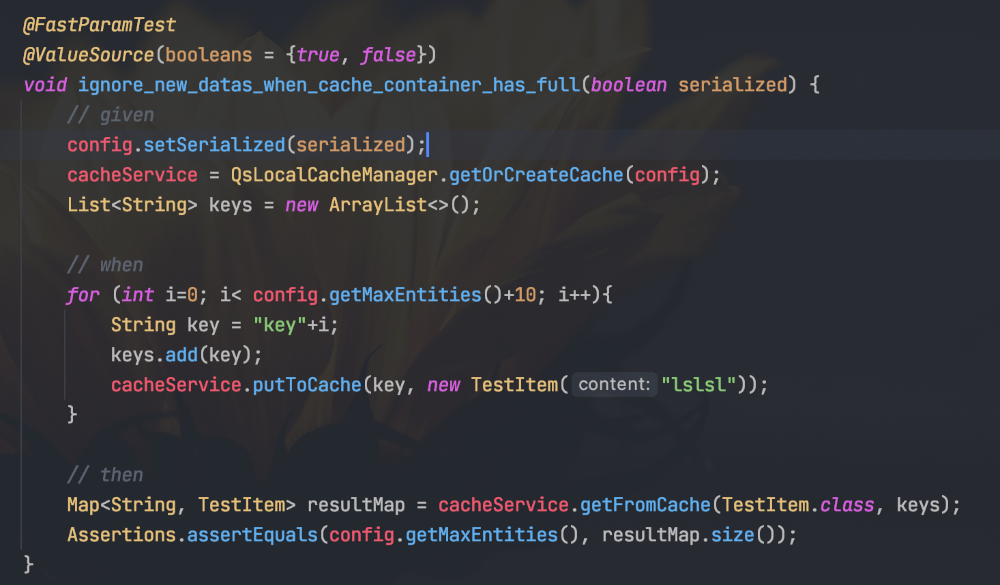 @FastParamTest
@ValueSource(booleans = {true, false})
void ignore_new_datas_when_cache_container_has_full(boolean serialized) {
// given
config.setSerialized(serialized);
cacheService = QsLocalCacheManager.getOrCreateCache(config);
List<String> keys = new ArrayList<>();
// when
for (int i=0; i< config.getMaxEntities()+10; i++){
String key = "key"+i;
keys.add(key);
cacheService.putToCache(key, new TestItem( content: "lslsl"));
}
// then
Map<String, TestItem> resultMap = cacheService.getFromCache(TestItem.class, keys);
Assertions.assertEquals(config.getMaxEntities(), resultMap.size());
}